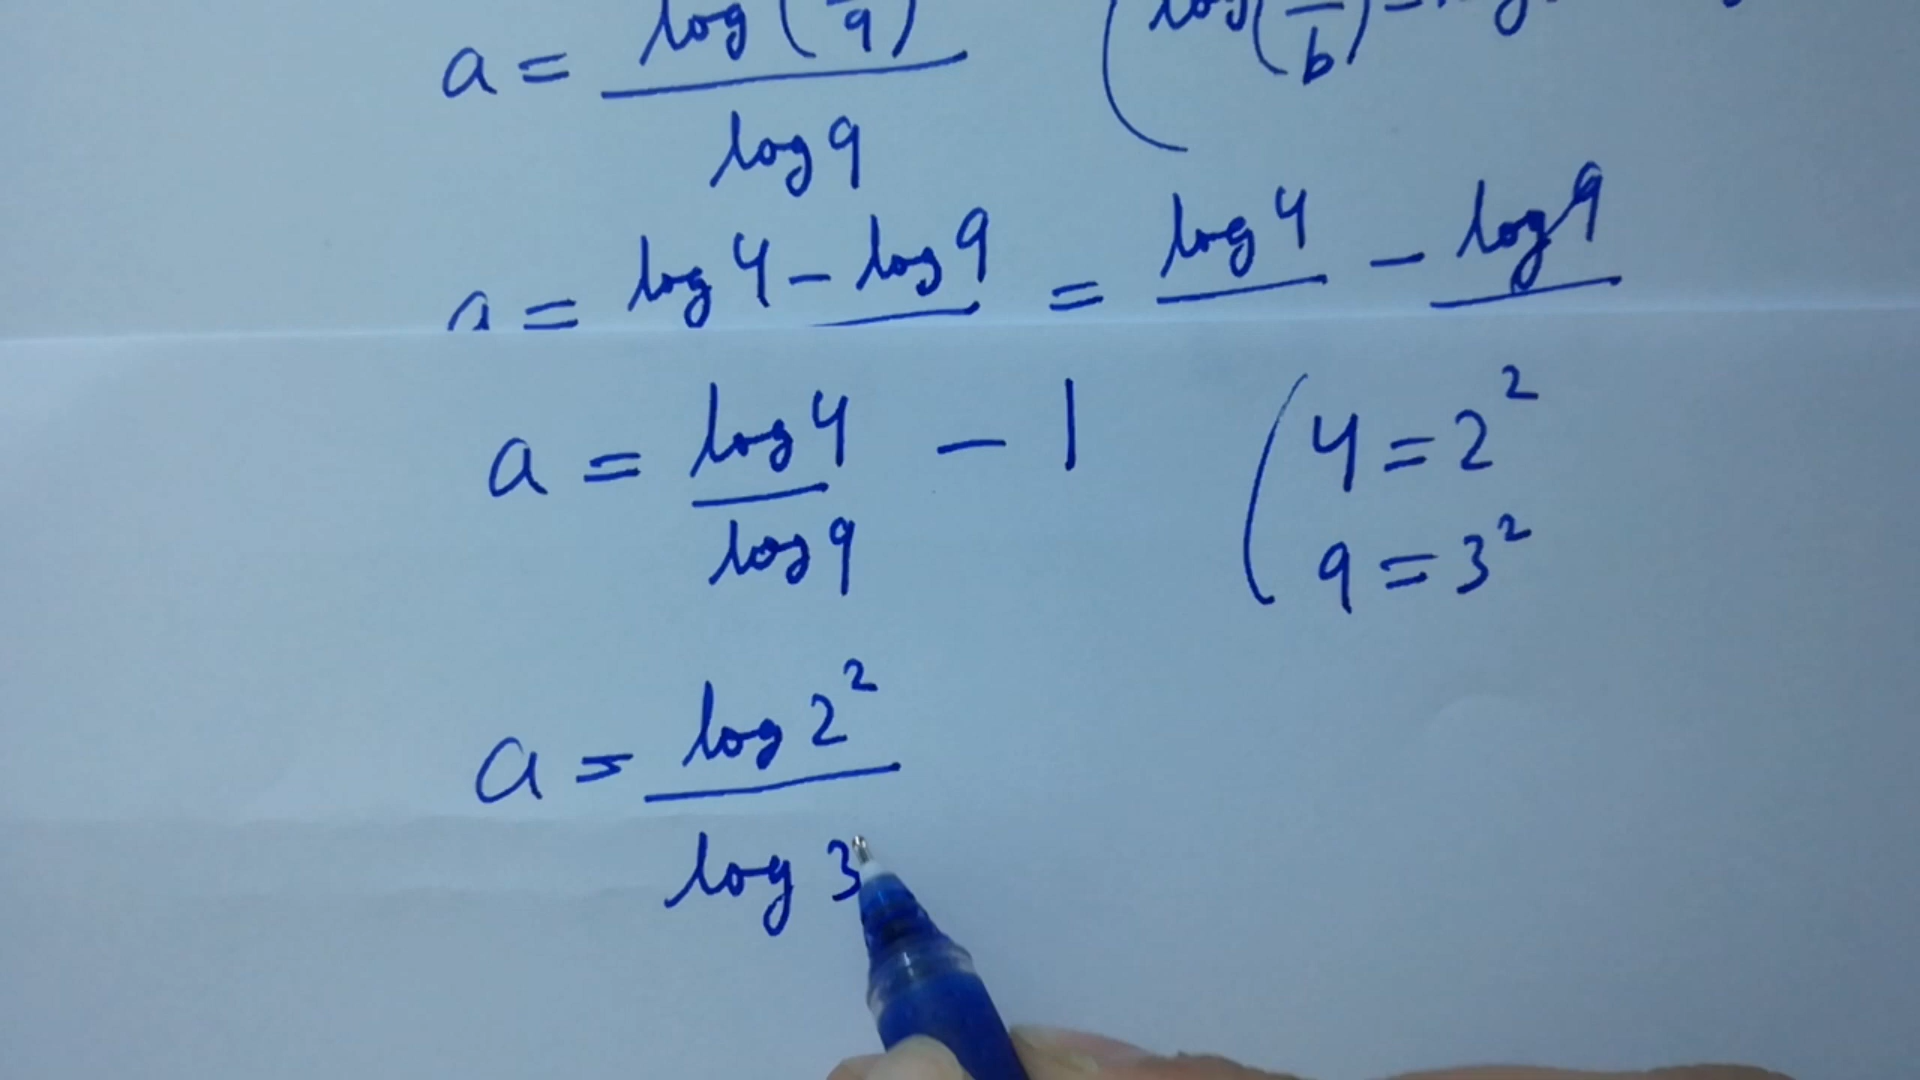 a = log( /9) / log 9
(log( /b) =
a = log 4 - log 9 = log 4 - log 9
a = log 4 / log 9 - 1
(4 = 2²
9 = 3²
a = log 2² / log 3